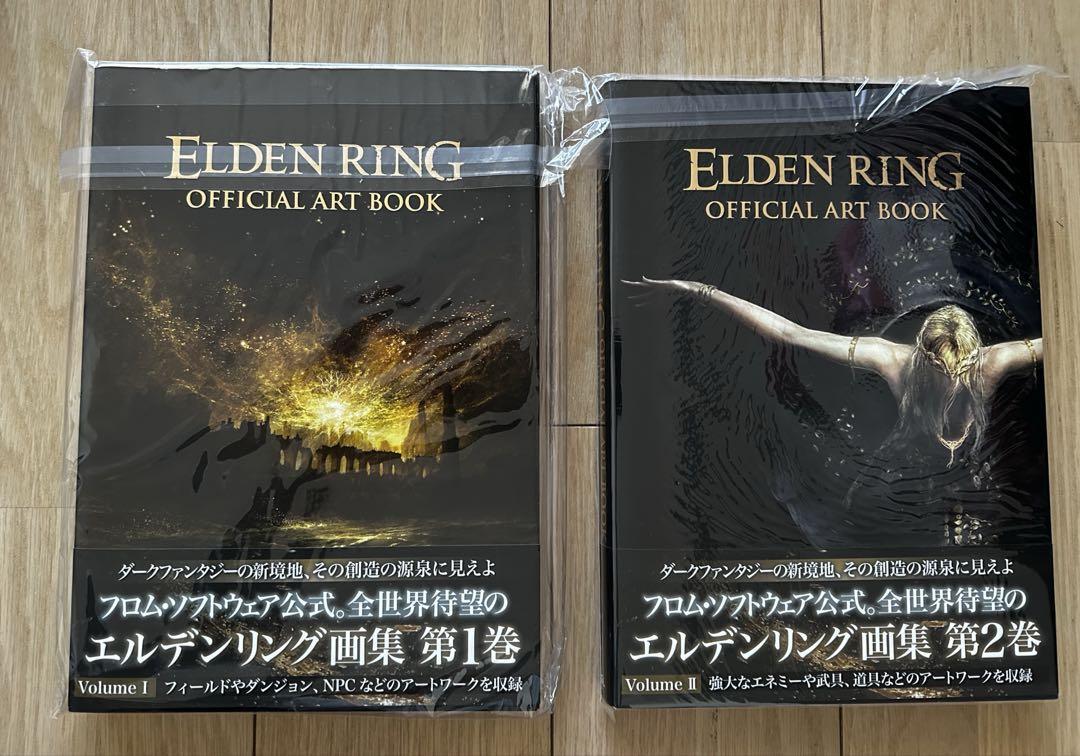 ELDEN RING
OFFICIAL ART BOOK
ダークファンタジーの新境地、その創造の源泉に見えよ
フロム・ソフトウェア公式。全世界待望の
エルデンリング画集 第1巻
Volume Ⅰ フィールドやダンジョン、NPCなどのアートワークを収録
ELDEN RING
OFFICIAL ART BOOK
ダークファンタジーの新境地、その創造の源泉に見えよ
フロム・ソフトウェア公式。全世界待望の
エルデンリング画集 第2巻
Volume Ⅱ 強大なエネミーや武具、道具などのアートワークを収録